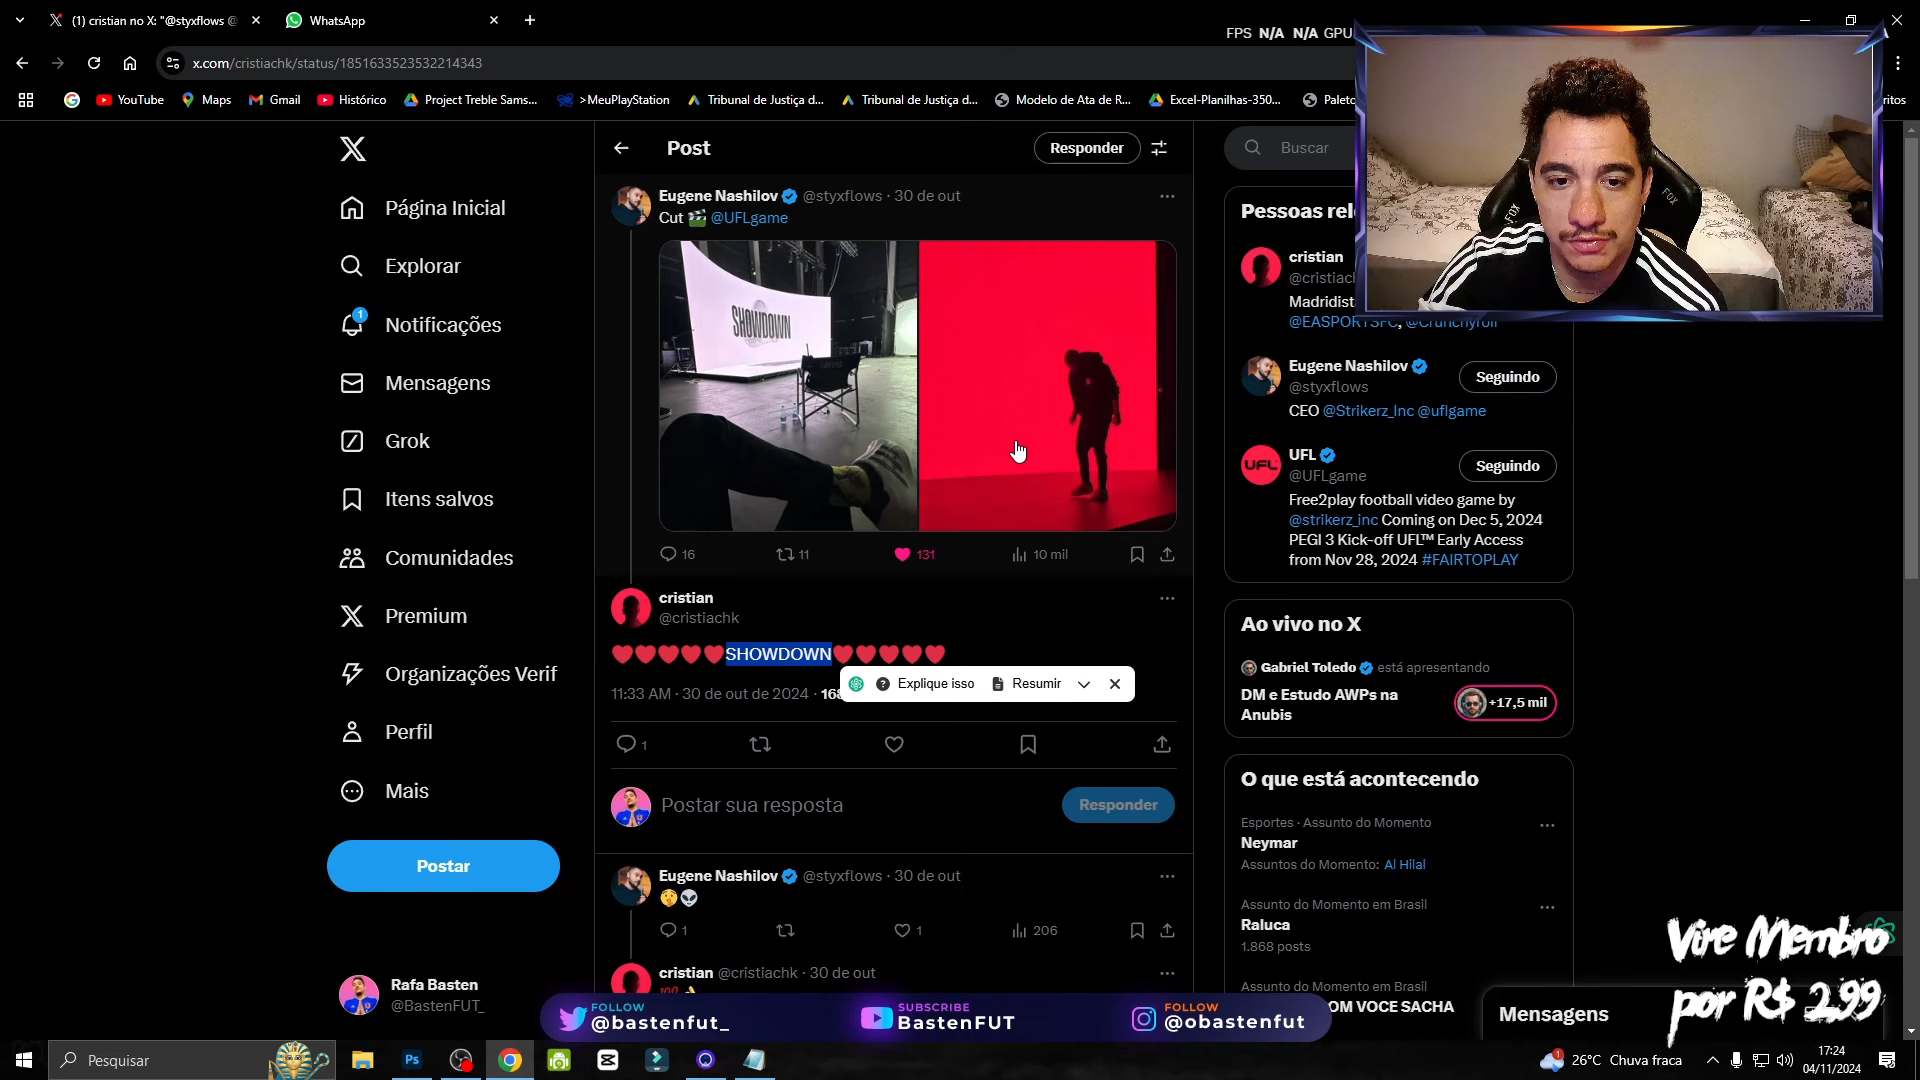 (1) cristian no X: "@styxflows @
WhatsApp
FPS N/A N/A GPU
x.com/cristiachk/status/1851633523532214343
YouTube
Maps
Gmail
Histórico
Project Treble Sams...
>MeuPlayStation
Tribunal de Justiça d...
Tribunal de Justiça d...
Modelo de Ata de R...
Excel-Planilhas-350...
Página Inicial
Explorar
1
Notificações
Mensagens
Grok
Itens salvos
Comunidades
Premium
Organizações Verif
Perfil
Mais
Postar
Rafa Basten
@BastenFUT_
Post
Responder
Eugene Nashilov @styxflows · 30 de out
Cut 🎬 @UFLgame
SHOWDOWN
16
11
131
10 mil
cristian
@cristiachk
❤❤❤❤❤SHOWDOWN❤❤❤❤❤
11:33 AM · 30 de out de 2024 ·
Explique isso
Resumir
1
Postar sua resposta
Responder
Eugene Nashilov @styxflows · 30 de out
🤫👽
1
1
206
cristian @cristiachk · 30 de out
Buscar
FOX
FOX
cristian
@EASPORTSFC, @Crunchyroll
Eugene Nashilov
@styxflows
Seguindo
CEO @Strikerz_Inc @uflgame
UFL
UFL
@UFLgame
Seguindo
Free2play football video game by
@strikerz_inc Coming on Dec 5, 2024
PEGI 3 Kick-off UFL™ Early Access
from Nov 28, 2024 #FAIRTOPLAY
Ao vivo no X
Gabriel Toledo está apresentando
DM e Estudo AWPs na
Anubis
+17,5 mil
O que está acontecendo
Esportes · Assunto do Momento
Neymar
Assuntos do Momento: Al Hilal
Assunto do Momento em Brasil
Raluca
1.868 posts
Assunto do Momento em Brasil
OM VOCE SACHA
Mensagens
Vire Membro
por R$ 2,99
FOLLOW
@bastenfut_
SUBSCRIBE
BastenFUT
FOLLOW
@obastenfut
Pesquisar
Ps
26°C Chuva fraca
17:24
04/11/2024